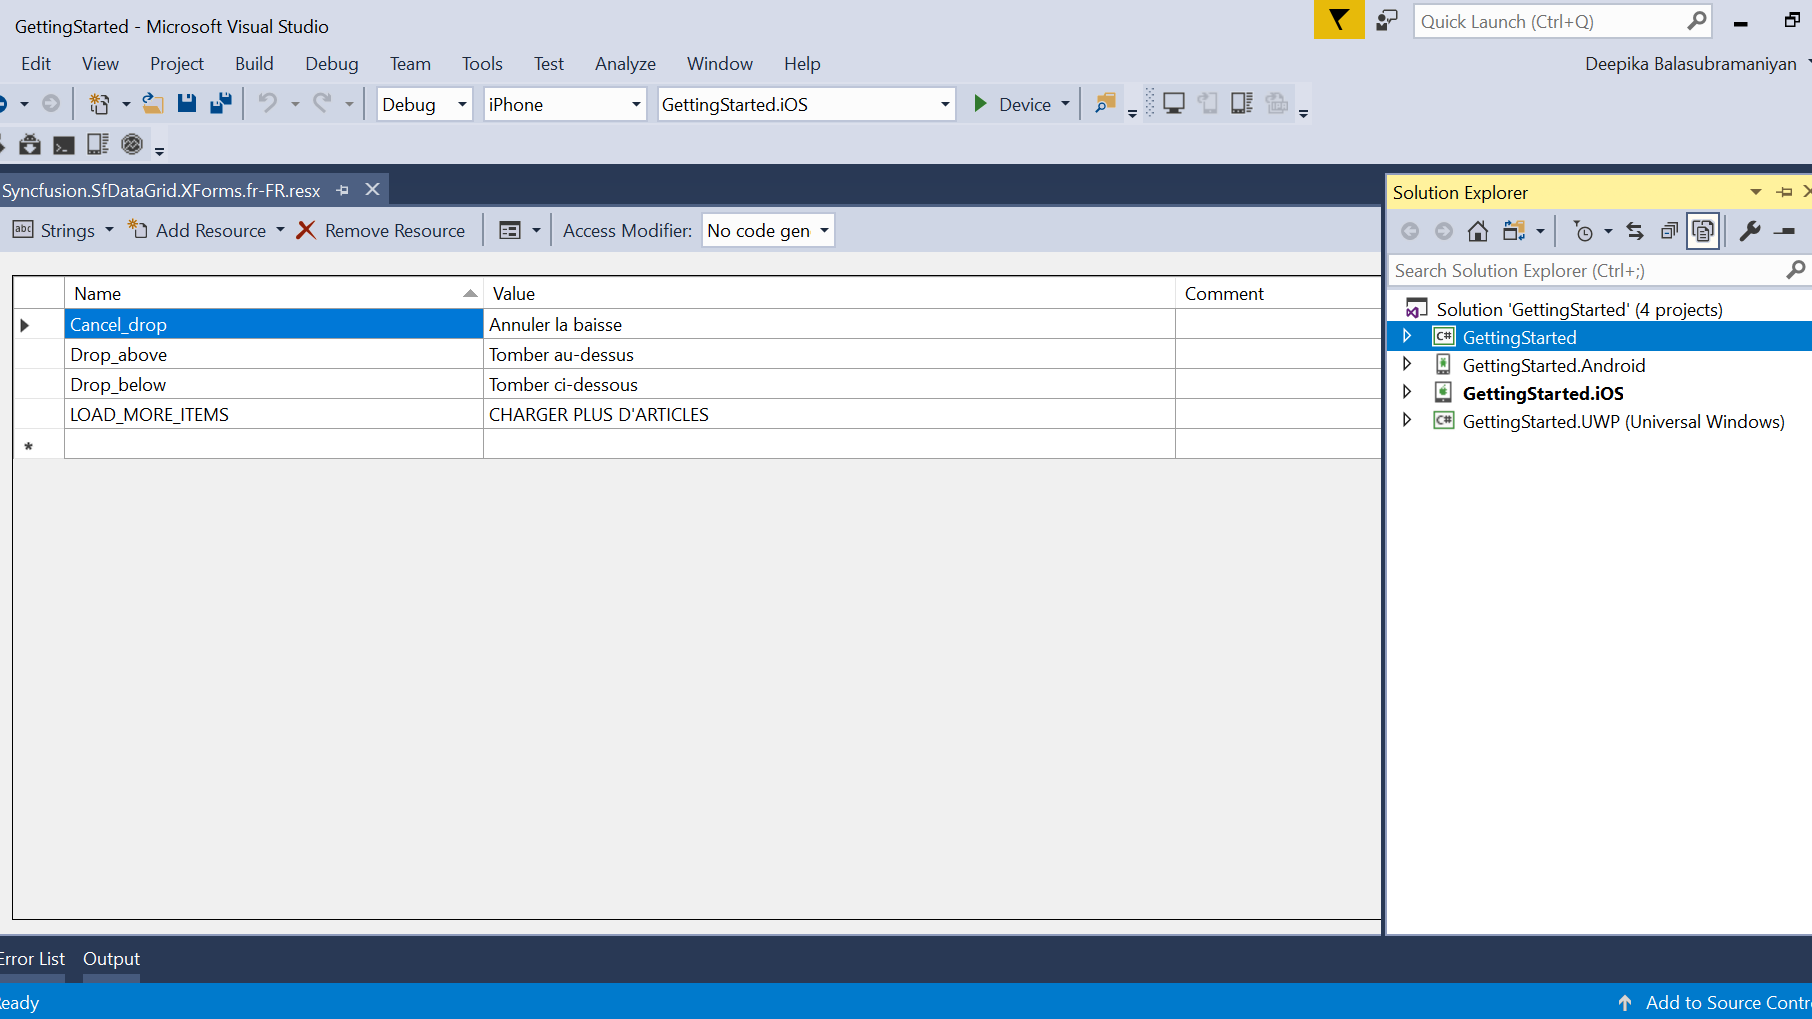 GettingStarted - Microsoft Visual Studio
Quick Launch (Ctrl+Q)
Edit View Project Build Debug Team Tools Test Analyze Window Help
Deepika Balasubramaniyan
Debug iPhone GettingStarted.iOS Device
Syncfusion.SfDataGrid.XForms.fr-FR.resx
abc Strings Add Resource Remove Resource Access Modifier: No code gen
Name Value Comment
Cancel_drop Annuler la baisse
Drop_above Tomber au-dessus
Drop_below Tomber ci-dessous
LOAD_MORE_ITEMS CHARGER PLUS D'ARTICLES
*
Solution Explorer
Search Solution Explorer (Ctrl+;)
Solution 'GettingStarted' (4 projects)
C# GettingStarted
GettingStarted.Android
GettingStarted.iOS
C# GettingStarted.UWP (Universal Windows)
Error List Output
eady
Add to Source Contr